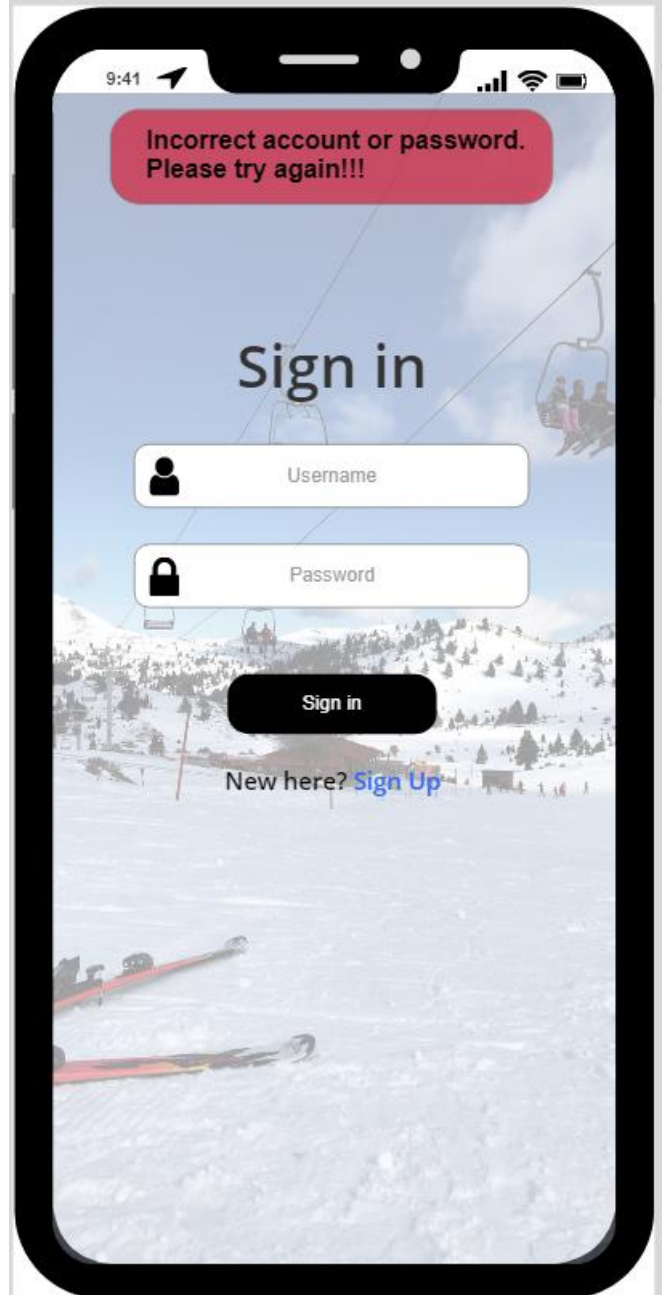 9:41
Incorrect account or password.
Please try again!!!
Sign in
Username
Password
Sign in
New here? Sign Up